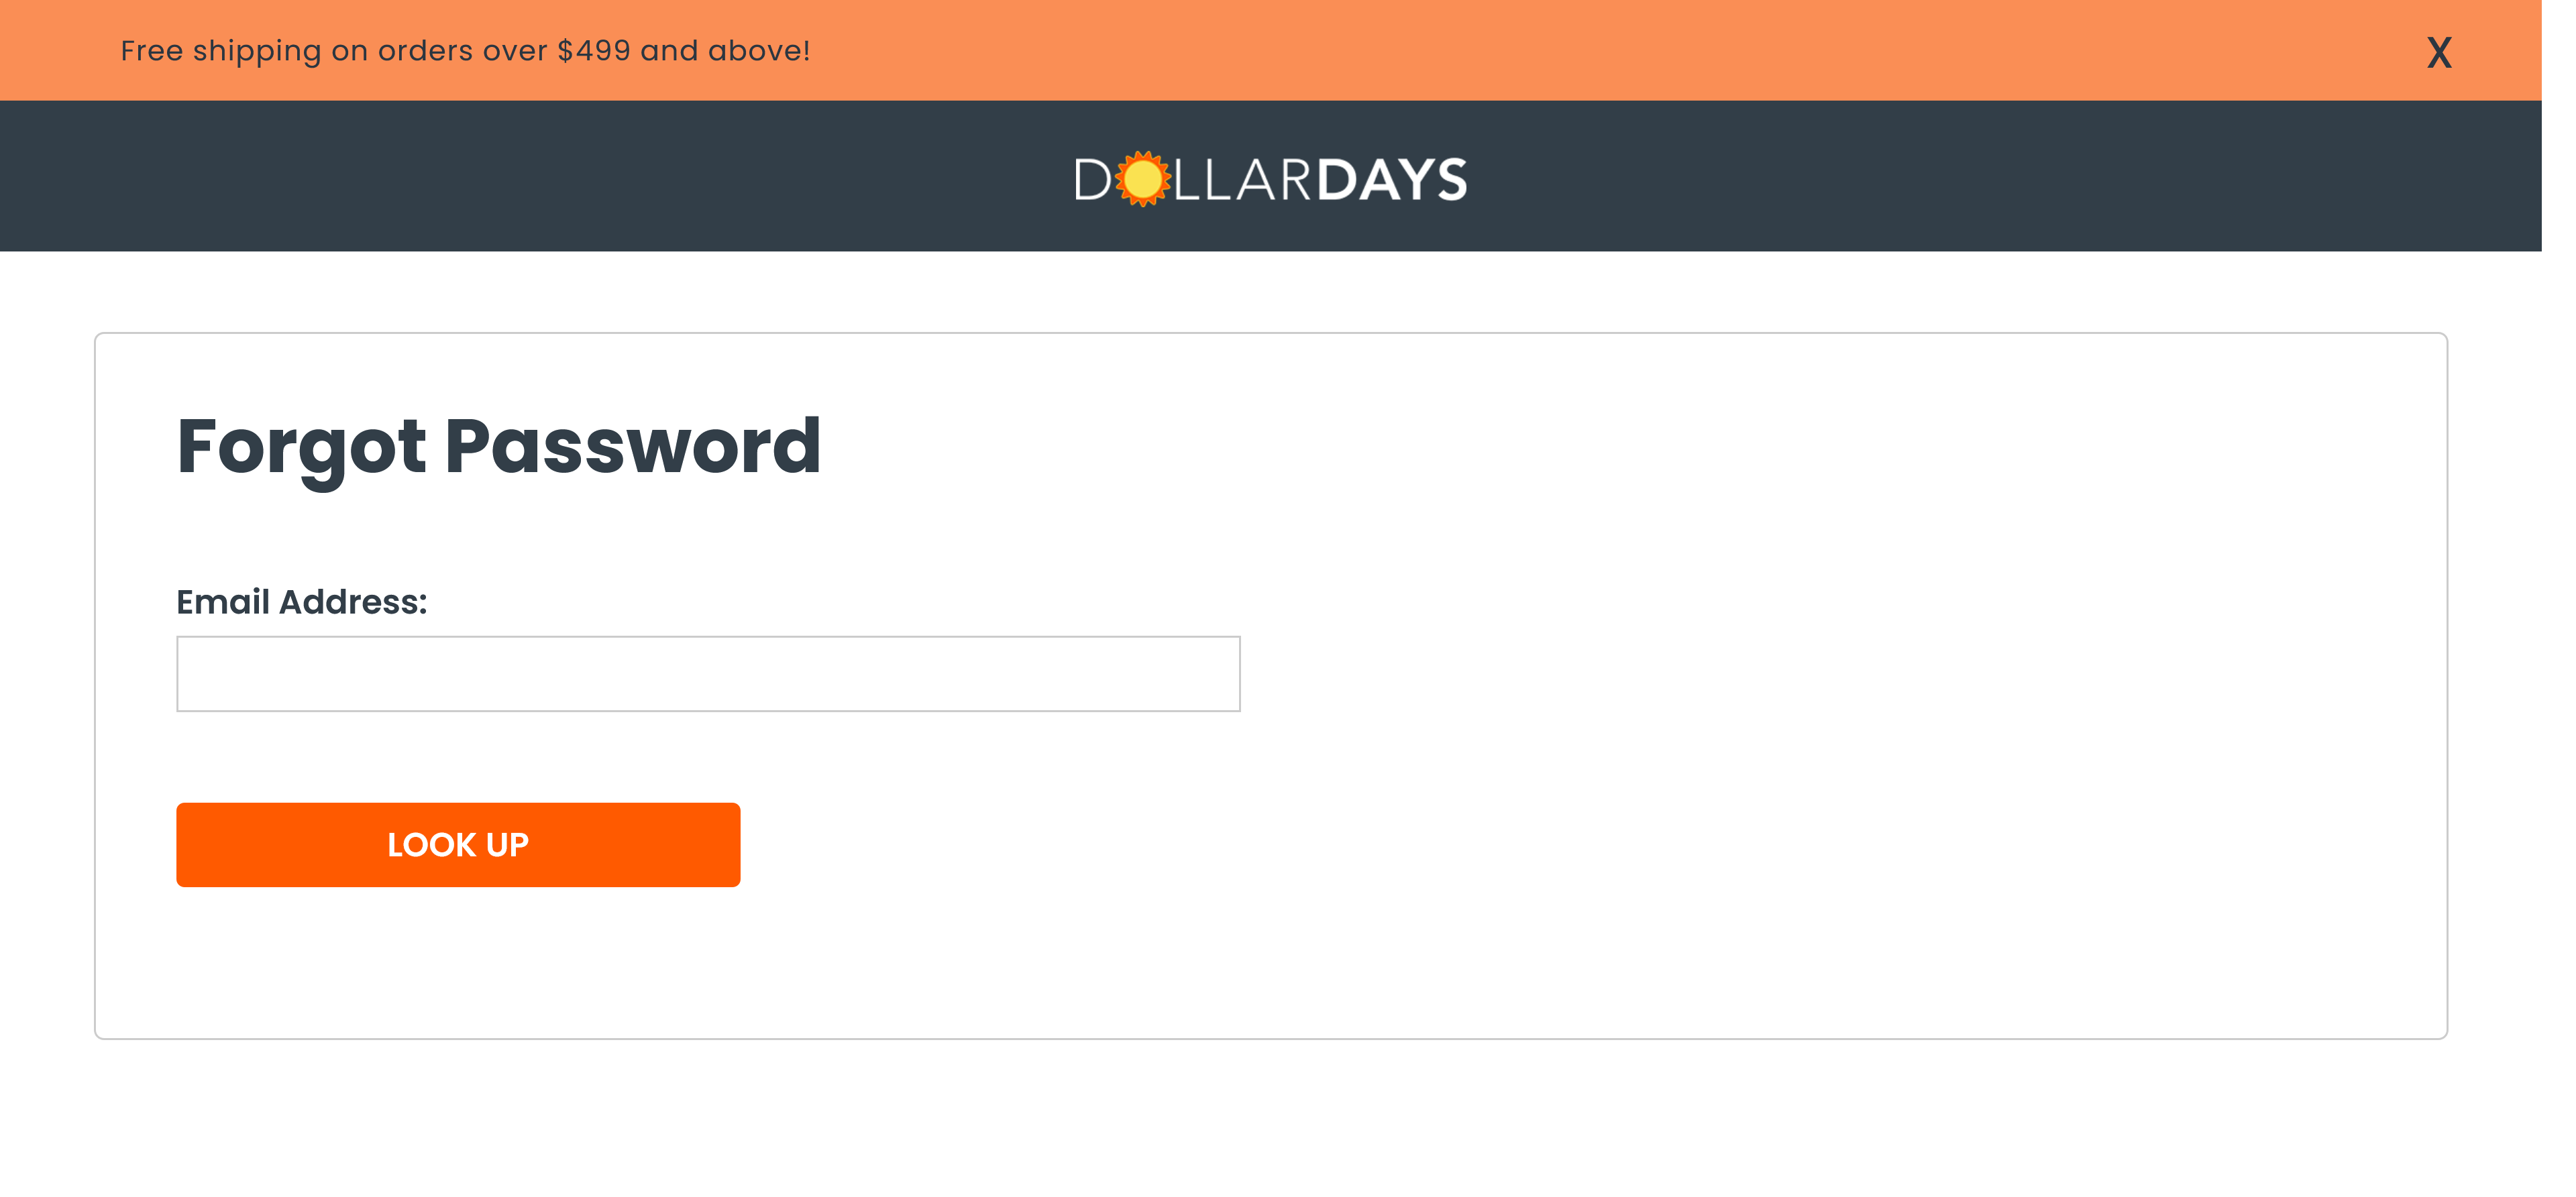 Free shipping on orders over $499 and above!
X
DOLLARDAYS
Forgot Password
Email Address:
LOOK UP